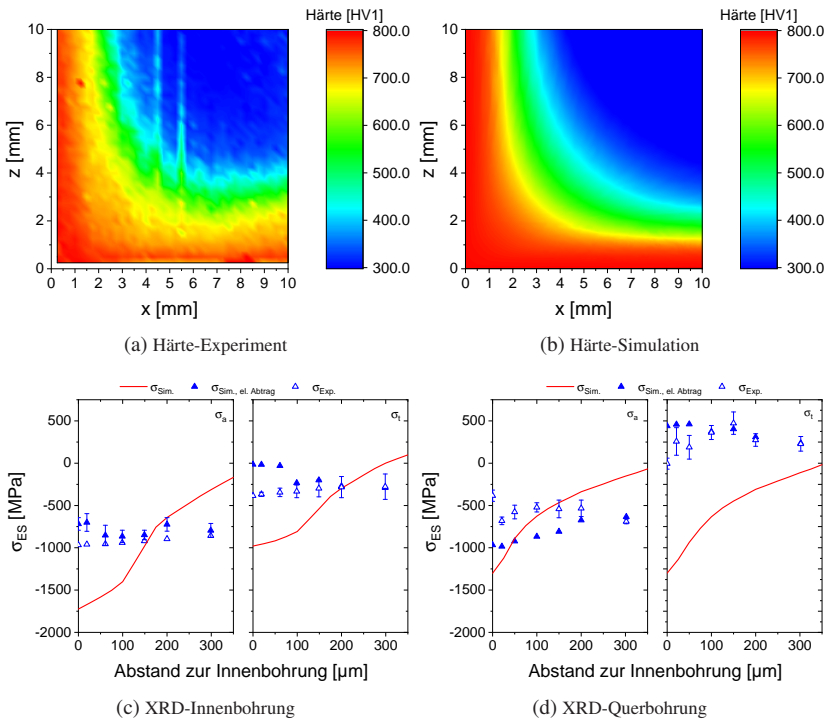 Härte [HV1]
Härte [HV1]
10
8
6
4
2
0
z [mm]
0 1 2 3 4 5 6 7 8 9 10
x [mm]
800.0
700.0
600.0
500.0
400.0
300.0
10
8
6
4
2
0
z [mm]
0 1 2 3 4 5 6 7 8 9 10
x [mm]
800.0
700.0
600.0
500.0
400.0
300.0
(a) Härte-Experiment
(b) Härte-Simulation
σSim. σSim., el. Abtrag σExp.
σa
σt
500
0
-500
-1000
-1500
-2000
σES [MPa]
0 100 200 300
0 100 200 300
Abstand zur Innenbohrung [µm]
(c) XRD-Innenbohrung
σSim. σSim., el. Abtrag σExp.
σa
σt
500
0
-500
-1000
-1500
-2000
σES [MPa]
0 100 200 300
0 100 200 300
Abstand zur Innenbohrung [µm]
(d) XRD-Querbohrung